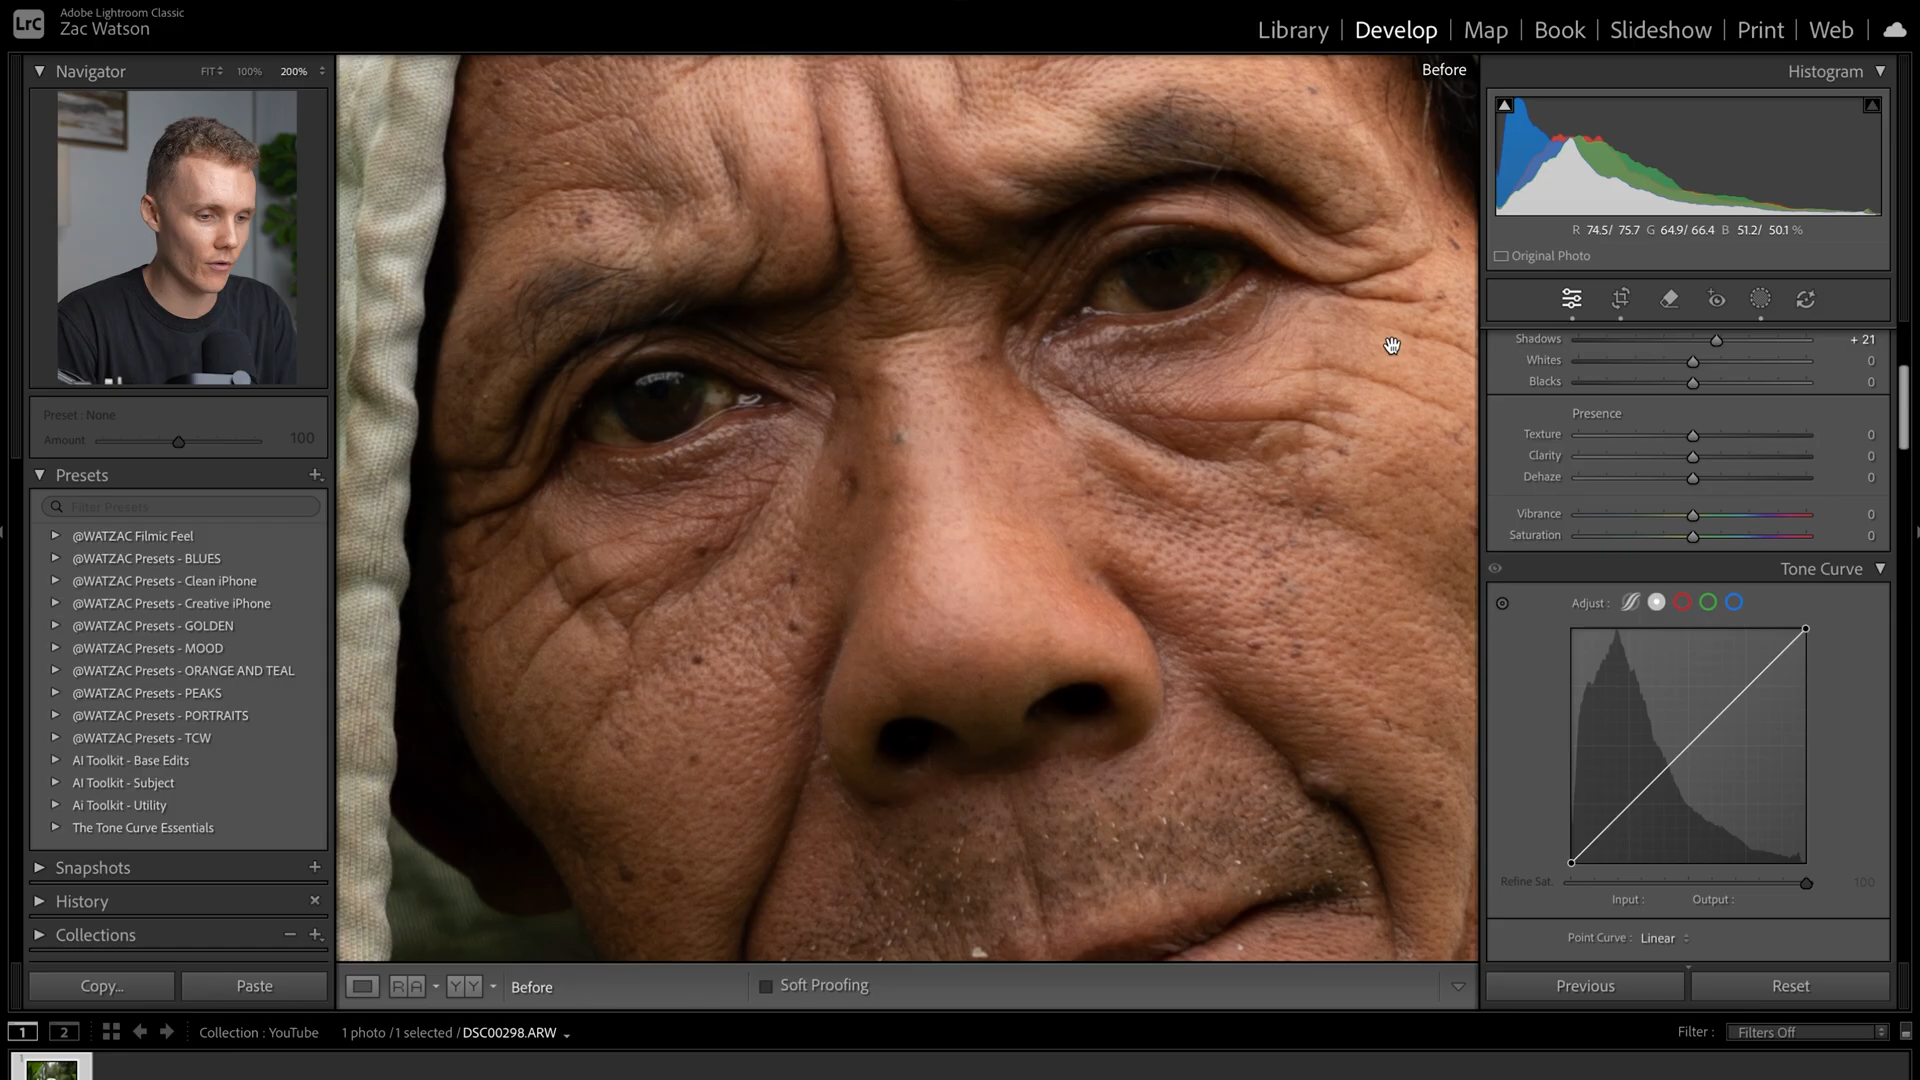 LrC
Adobe Lightroom Classic
Zac Watson
Library | Develop | Map | Book | Slideshow | Print | Web
Navigator
FIT 100% 200%
Preset : None
Amount 100
Presets +
Filter Presets
@WATZAC Filmic Feel
@WATZAC Presets - BLUES
@WATZAC Presets - Clean iPhone
@WATZAC Presets - Creative iPhone
@WATZAC Presets - GOLDEN
@WATZAC Presets - MOOD
@WATZAC Presets - ORANGE AND TEAL
@WATZAC Presets - PEAKS
@WATZAC Presets - PORTRAITS
@WATZAC Presets - TCW
AI Toolkit - Base Edits
AI Toolkit - Subject
Ai Toolkit - Utility
The Tone Curve Essentials
Snapshots +
History ×
Collections − +
Copy... Paste
Before
Histogram
R 74.5/ 75.7 G 64.9/ 66.4 B 51.2/ 50.1 %
Original Photo
Shadows + 21
Whites 0
Blacks 0
Presence
Texture 0
Clarity 0
Dehaze 0
Vibrance 0
Saturation 0
Tone Curve
Adjust :
Refine Sat. 100
Input : Output :
Point Curve : Linear
Previous Reset
RA YY Before Soft Proofing
1 2 Collection : YouTube 1 photo /1 selected /DSC00298.ARW
Filter : Filters Off
1